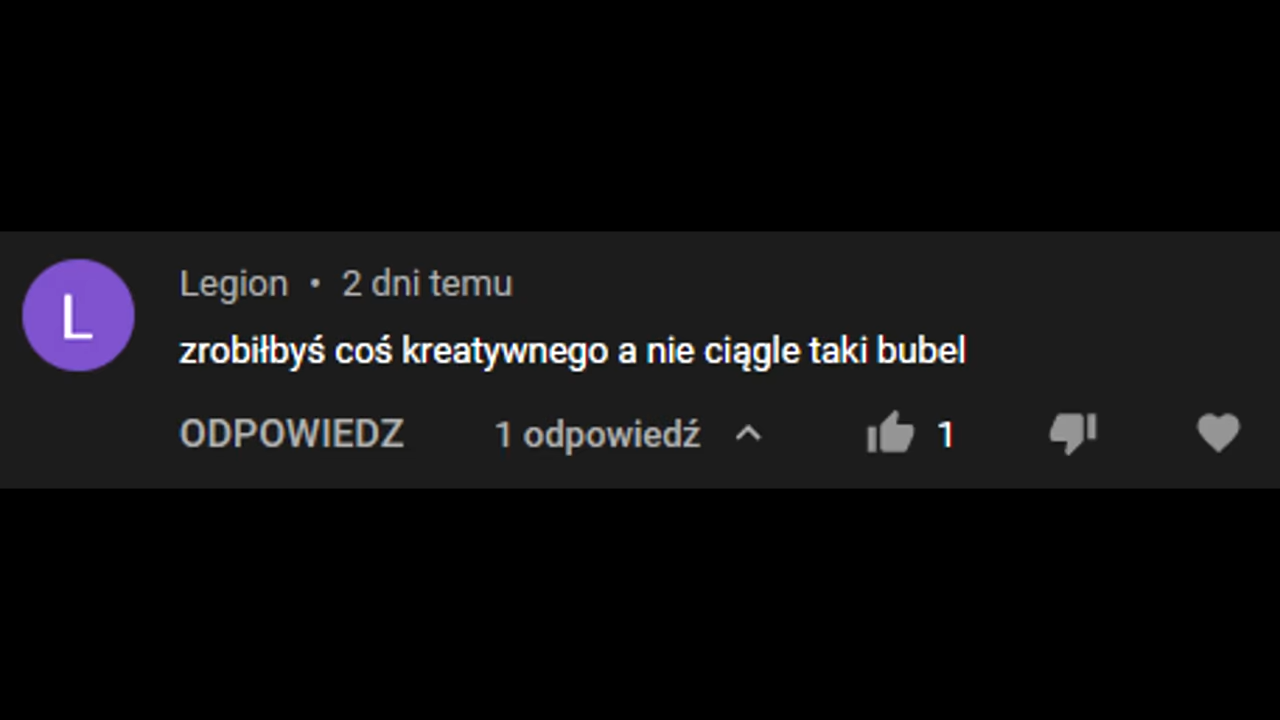 L
Legion • 2 dni temu
zrobiłbyś coś kreatywnego a nie ciągle taki bubel
ODPOWIEDZ 1 odpowiedź 1